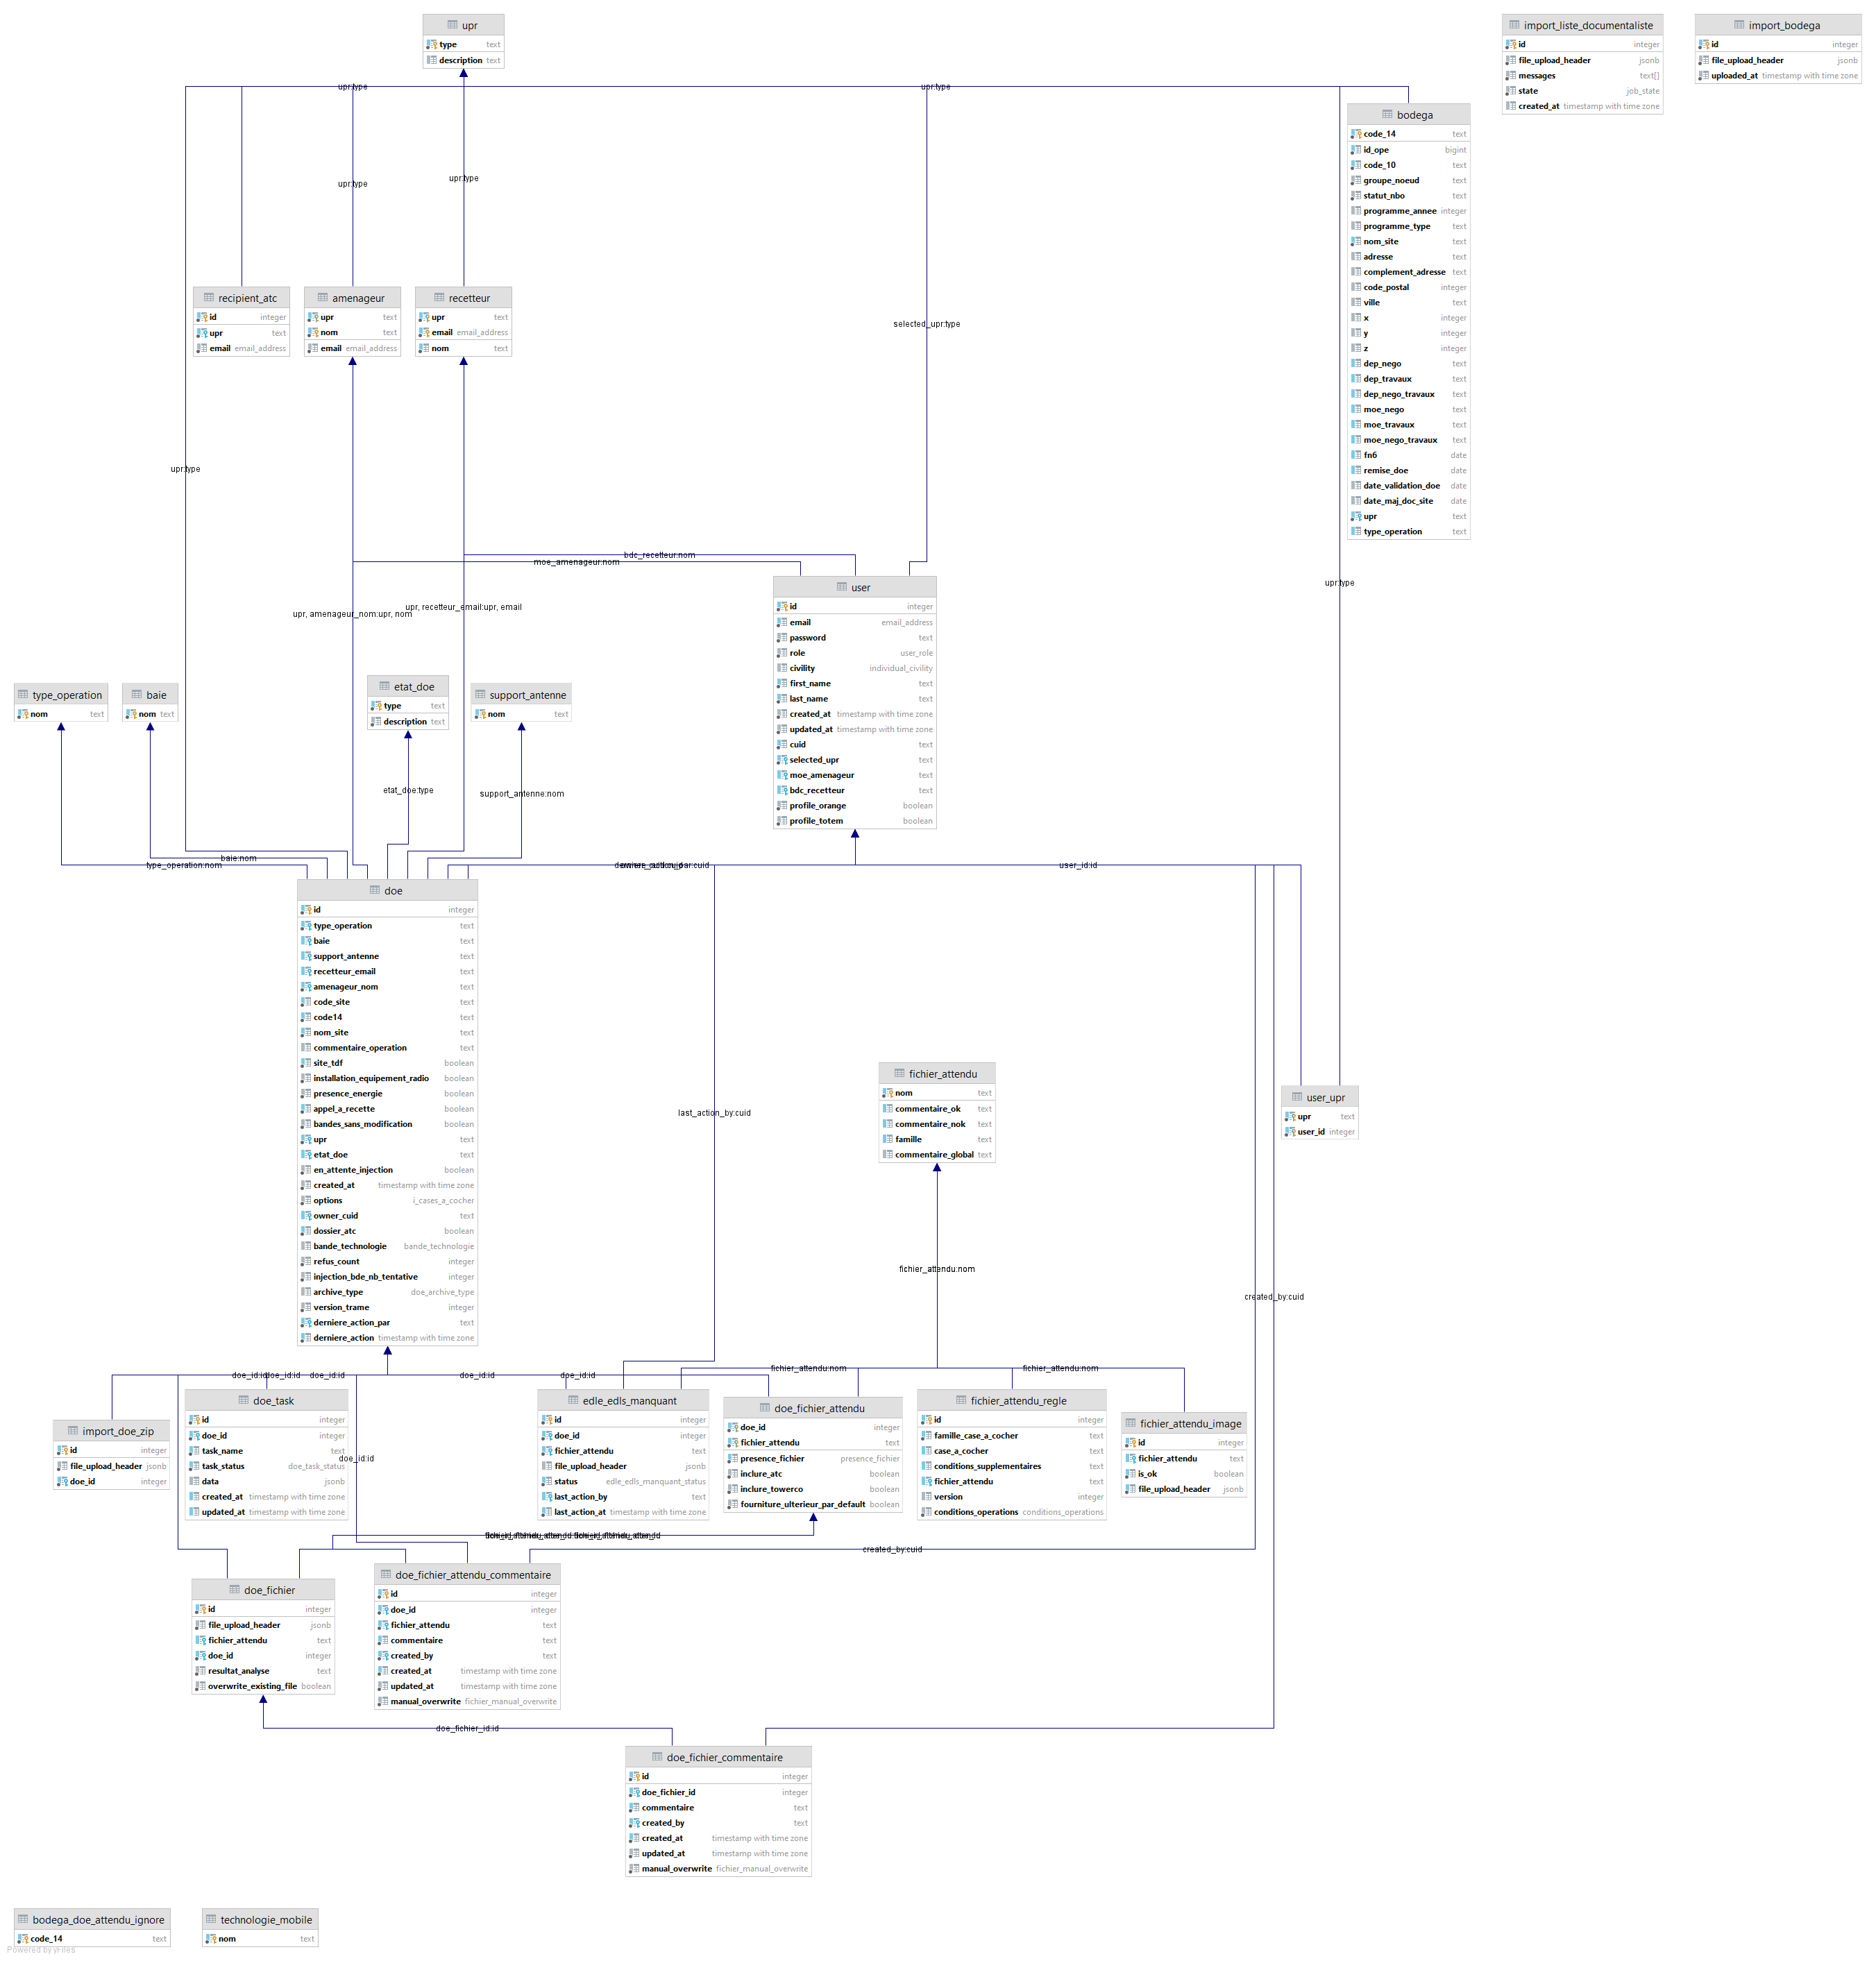 upr
type text
description text
import_liste_documentaliste
id integer
file_upload_header jsonb
messages text[]
state job_state
created_at timestamp with time zone
import_bodega
id integer
file_upload_header jsonb
uploaded_at timestamp with time zone
upr:type
upr:type
bodega
code_14 text
id_ope bigint
code_10 text
groupe_noeud text
statut_nbo text
programme_annee integer
programme_type text
nom_site text
adresse text
complement_adresse text
code_postal integer
ville text
x integer
y integer
z integer
dep_nego text
dep_travaux text
dep_nego_travaux text
moe_nego text
moe_travaux text
moe_nego_travaux text
fn6 date
remise_doe date
date_validation_doe date
date_maj_doc_site date
upr text
type_operation text
upr:type
upr:type
recipient_atc
id integer
upr text
email email_address
amenageur
upr text
nom text
email email_address
recetteur
upr text
email email_address
nom text
selected_upr:type
upr:type
bdc_recetteur:nom
moe_amenageur:nom
upr:type
upr, amenageur_nom:upr, nom
upr, recetteur_email:upr, email
user
id integer
email email_address
password text
role user_role
civility individual_civility
first_name text
last_name text
created_at timestamp with time zone
updated_at timestamp with time zone
cuid text
selected_upr text
moe_amenageur text
bdc_recetteur text
profile_orange boolean
profile_totem boolean
type_operation
nom text
baie
nom text
etat_doe
type text
description text
support_antenne
nom text
etat_doe:type
support_antenne:nom
baie:nom
type_operation:nom
user_id:id
doe
id integer
type_operation text
baie text
support_antenne text
recetteur_email text
amenageur_nom text
code_site text
code14 text
nom_site text
commentaire_operation text
site_tdf boolean
installation_equipement_radio boolean
presence_energie boolean
appel_a_recette boolean
bandes_sans_modification boolean
upr text
etat_doe text
en_attente_injection boolean
created_at timestamp with time zone
options i_cases_a_cocher
owner_cuid text
dossier_atc boolean
bande_technologie bande_technologie
refus_count integer
injection_bde_nb_tentative integer
archive_type doe_archive_type
version_trame integer
derniere_action_par text
derniere_action timestamp with time zone
last_action_by:cuid
fichier_attendu
nom text
commentaire_ok text
commentaire_nok text
famille text
commentaire_global text
user_upr
upr text
user_id integer
fichier_attendu:nom
created_by:cuid
fichier_attendu:nom
fichier_attendu:nom
doe_id:id
doe_id:id
doe_id:id
doe_id:id
doe_id:id
import_doe_zip
id integer
file_upload_header jsonb
doe_id integer
doe_task
id integer
doe_id integer
task_name text
task_status doe_task_status
data jsonb
created_at timestamp with time zone
updated_at timestamp with time zone
doe_id:id
edle_edls_manquant
id integer
doe_id integer
fichier_attendu text
file_upload_header jsonb
status edle_edls_manquant_status
last_action_by text
last_action_at timestamp with time zone
doe_fichier_attendu
doe_id integer
fichier_attendu text
presence_fichier presence_fichier
inclure_atc boolean
inclure_towerco boolean
fourniture_ulterieur_par_default boolean
fichier_attendu_regle
id integer
famille_case_a_cocher text
case_a_cocher text
conditions_supplementaires text
fichier_attendu text
version integer
conditions_operations conditions_operations
fichier_attendu_image
id integer
fichier_attendu text
is_ok boolean
file_upload_header jsonb
created_by:cuid
doe_fichier
id integer
file_upload_header jsonb
fichier_attendu text
doe_id integer
resultat_analyse text
overwrite_existing_file boolean
doe_fichier_attendu_commentaire
id integer
doe_id integer
fichier_attendu text
commentaire text
created_by text
created_at timestamp with time zone
updated_at timestamp with time zone
manual_overwrite fichier_manual_overwrite
doe_fichier_id:id
doe_fichier_commentaire
id integer
doe_fichier_id integer
commentaire text
created_by text
created_at timestamp with time zone
updated_at timestamp with time zone
manual_overwrite fichier_manual_overwrite
bodega_doe_attendu_ignore
code_14 text
technologie_mobile
nom text
Powered by yFiles